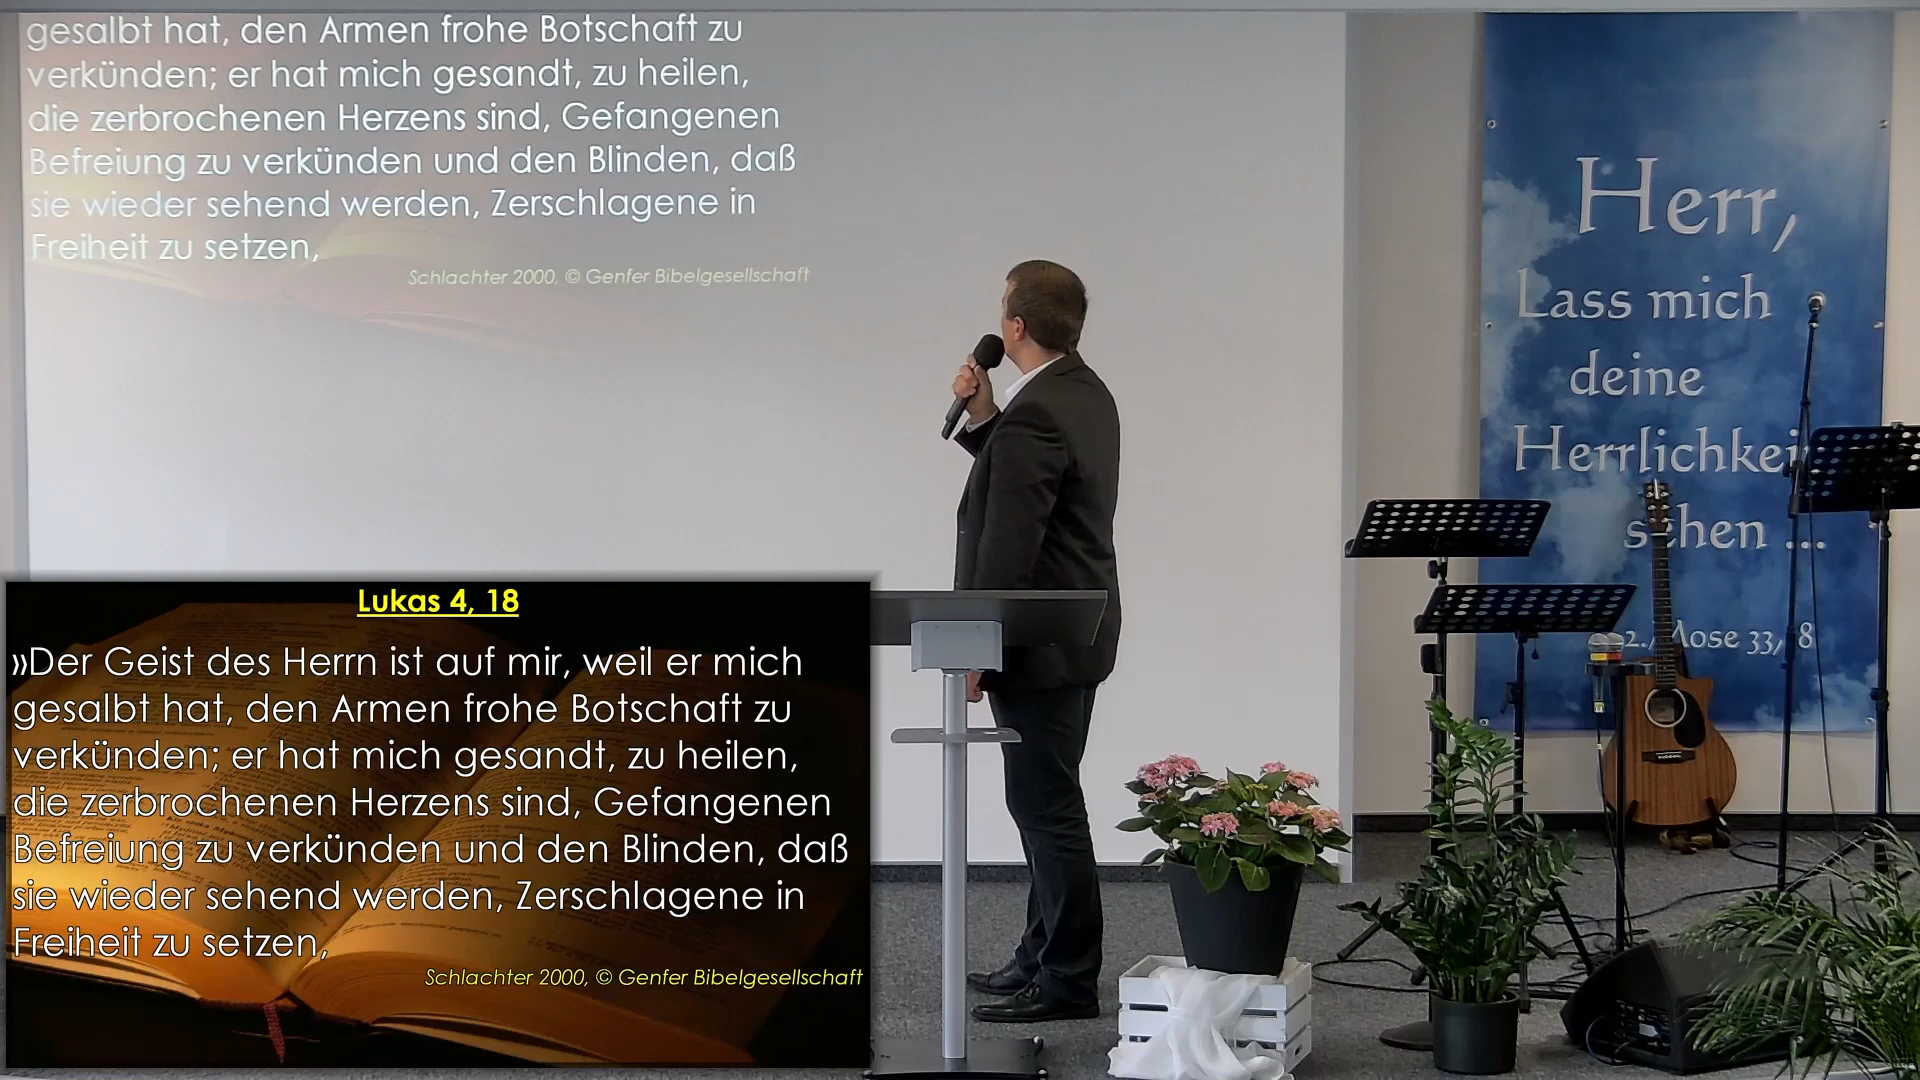 gesalbt hat, den Armen frohe Botschaft zu
verkünden; er hat mich gesandt, zu heilen,
die zerbrochenen Herzens sind, Gefangenen
Befreiung zu verkünden und den Blinden, daß
sie wieder sehend werden, Zerschlagene in
Freiheit zu setzen,
Schlachter 2000, © Genfer Bibelgesellschaft
Herr,
Lass mich
deine
Herrlichkei
sehen ...
2. Mose 33, 18
Lukas 4, 18
»Der Geist des Herrn ist auf mir, weil er mich
gesalbt hat, den Armen frohe Botschaft zu
verkünden; er hat mich gesandt, zu heilen,
die zerbrochenen Herzens sind, Gefangenen
Befreiung zu verkünden und den Blinden, daß
sie wieder sehend werden, Zerschlagene in
Freiheit zu setzen,
Schlachter 2000, © Genfer Bibelgesellschaft